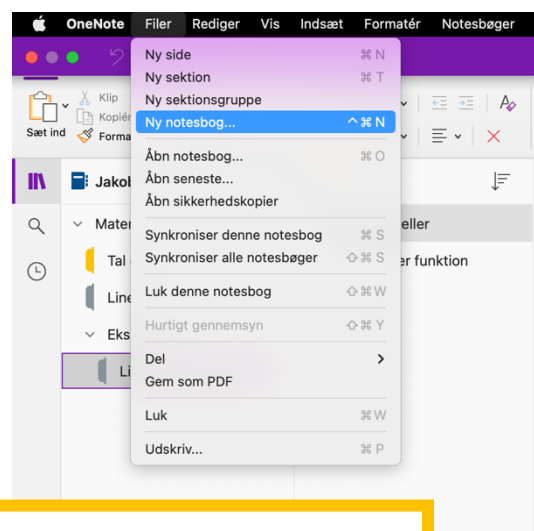 OneNote Filer Rediger Vis Indsæt Formatér Notesbøger
Ny side ⌘ N
Ny sektion ⌘ T
Ny sektionsgruppe
Ny notesbog... ^ ⌘ N
Åbn notesbog... ⌘ O
Åbn seneste...
Åbn sikkerhedskopier
Synkroniser denne notesbog ⌘ S
Synkroniser alle notesbøger ⇧ ⌘ S
Luk denne notesbog ⇧ ⌘ W
Hurtigt gennemsyn ⇧ ⌘ Y
Del
Gem som PDF
Luk ⌘ W
Udskriv... ⌘ P
Sæt ind
Klip
Kopiér
Forma
Jakol
Mater
Tal
Line
Eks
Li
eller
er funktion